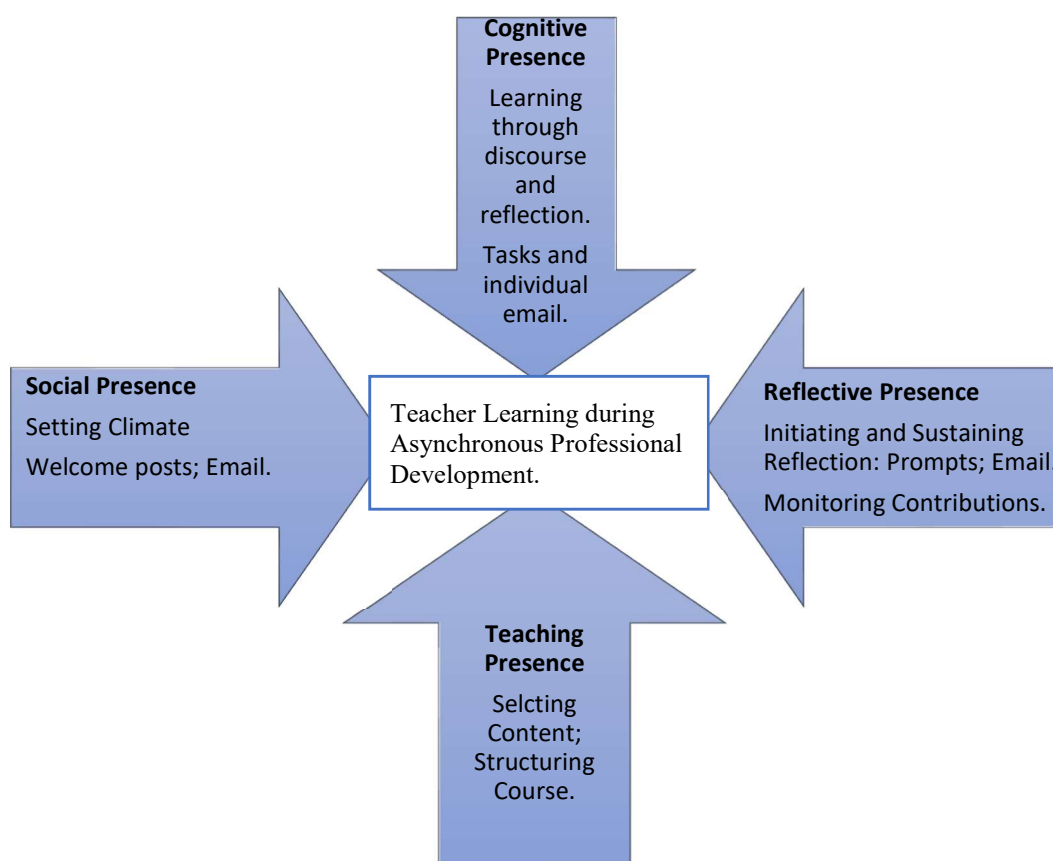 Cognitive
Presence
Learning
through
discourse
and
reflection.
Tasks and
individual
email.
Social Presence
Setting Climate
Welcome posts; Email.
Teacher Learning during
Asynchronous Professional
Development.
Reflective Presence
Initiating and Sustaining
Reflection: Prompts; Email.
Monitoring Contributions.
Teaching
Presence
Selcting
Content;
Structuring
Course.